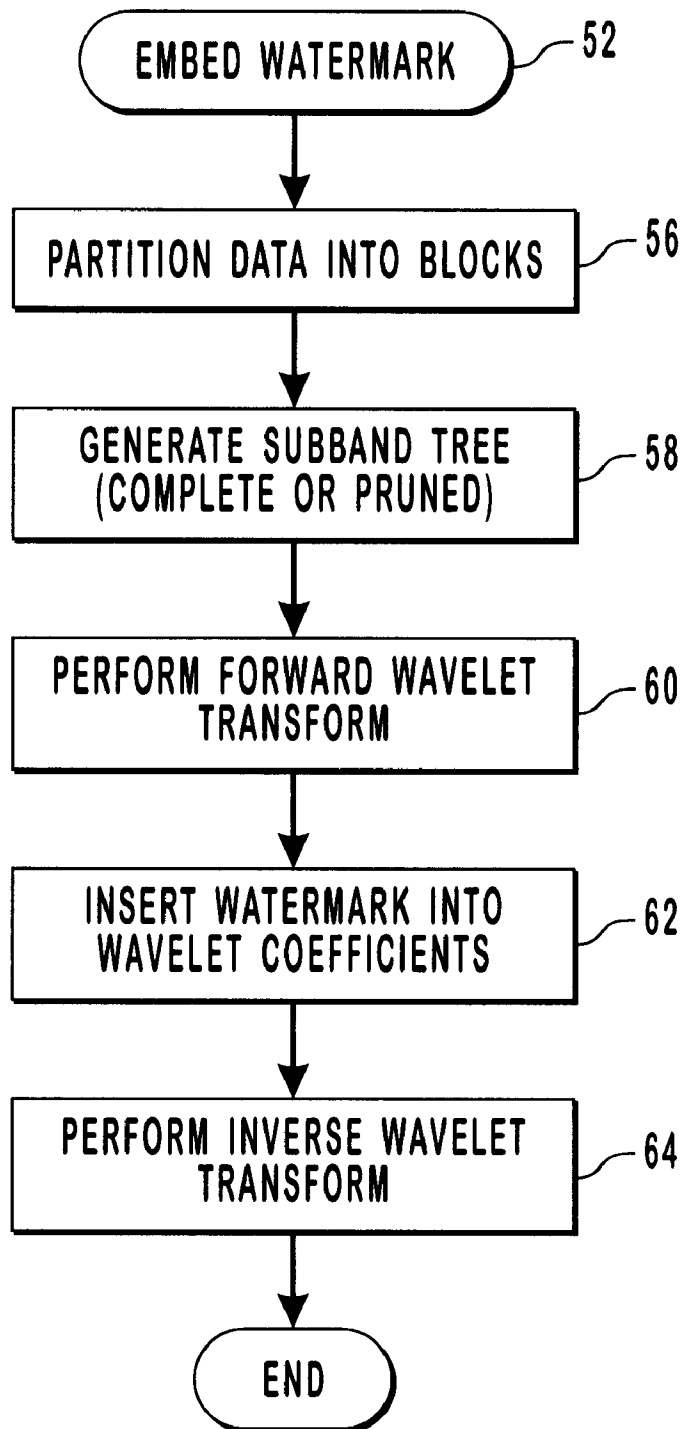 EMBED WATERMARK
52
PARTITION DATA INTO BLOCKS
56
GENERATE SUBBAND TREE
(COMPLETE OR PRUNED)
58
PERFORM FORWARD WAVELET
TRANSFORM
60
INSERT WATERMARK INTO
WAVELET COEFFICIENTS
62
PERFORM INVERSE WAVELET
TRANSFORM
64
END